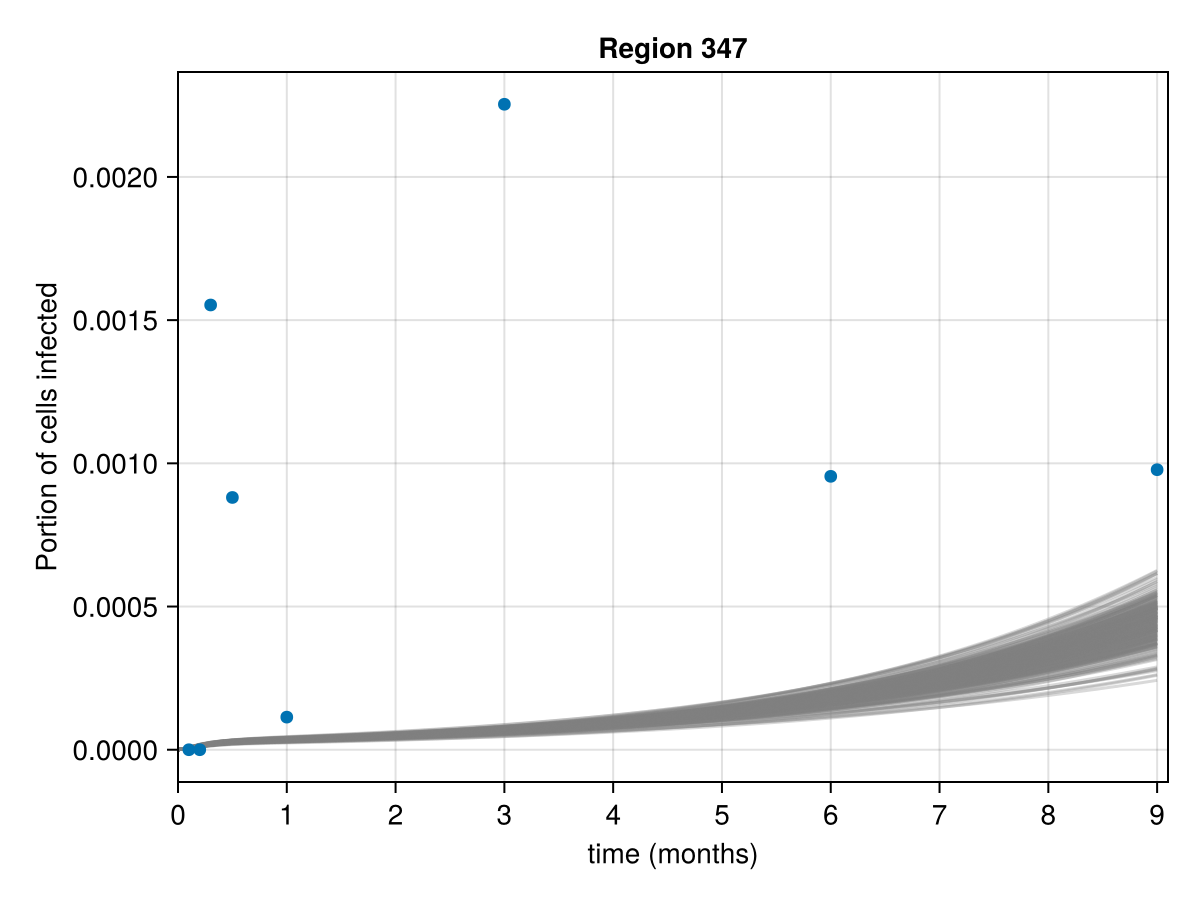 Region 347
Portion of cells infected
0.0020
0.0015
0.0010
0.0005
0.0000
0 1 2 3 4 5 6 7 8 9
time (months)